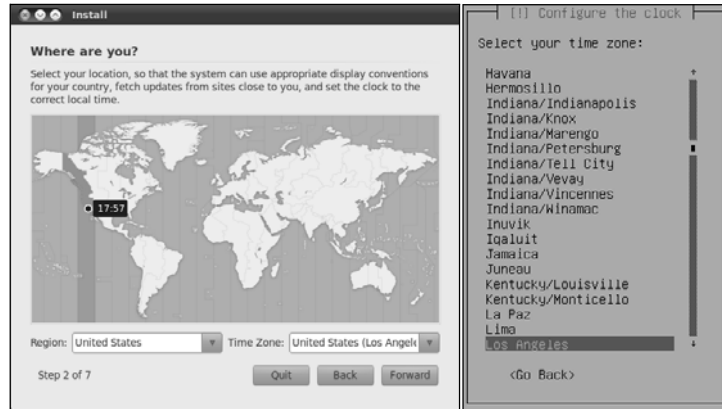 Install
Where are you?
Select your location, so that the system can use appropriate display conventions
for your country, fetch updates from sites close to you, and set the clock to the
correct local time.
17:57
Region: United States Time Zone: United States (Los Angele
Step 2 of 7 Quit Back Forward
[!] Configure the clock
Select your time zone:
Havana
Hermosillo
Indiana/Indianapolis
Indiana/Knox
Indiana/Marengo
Indiana/Petersburg
Indiana/Tell City
Indiana/Vevay
Indiana/Vincennes
Indiana/Winamac
Inuvik
Iqaluit
Jamaica
Juneau
Kentucky/Louisville
Kentucky/Monticello
La Paz
Lima
Los Angeles
<Go Back>